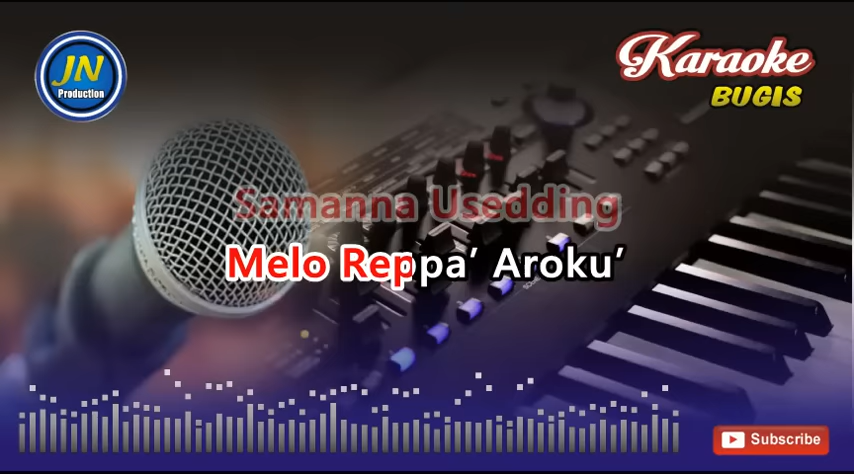 JN
Production
Karaoke
BUGIS
Samanna Usedding
Melo Reppa’ Aroku’
Subscribe